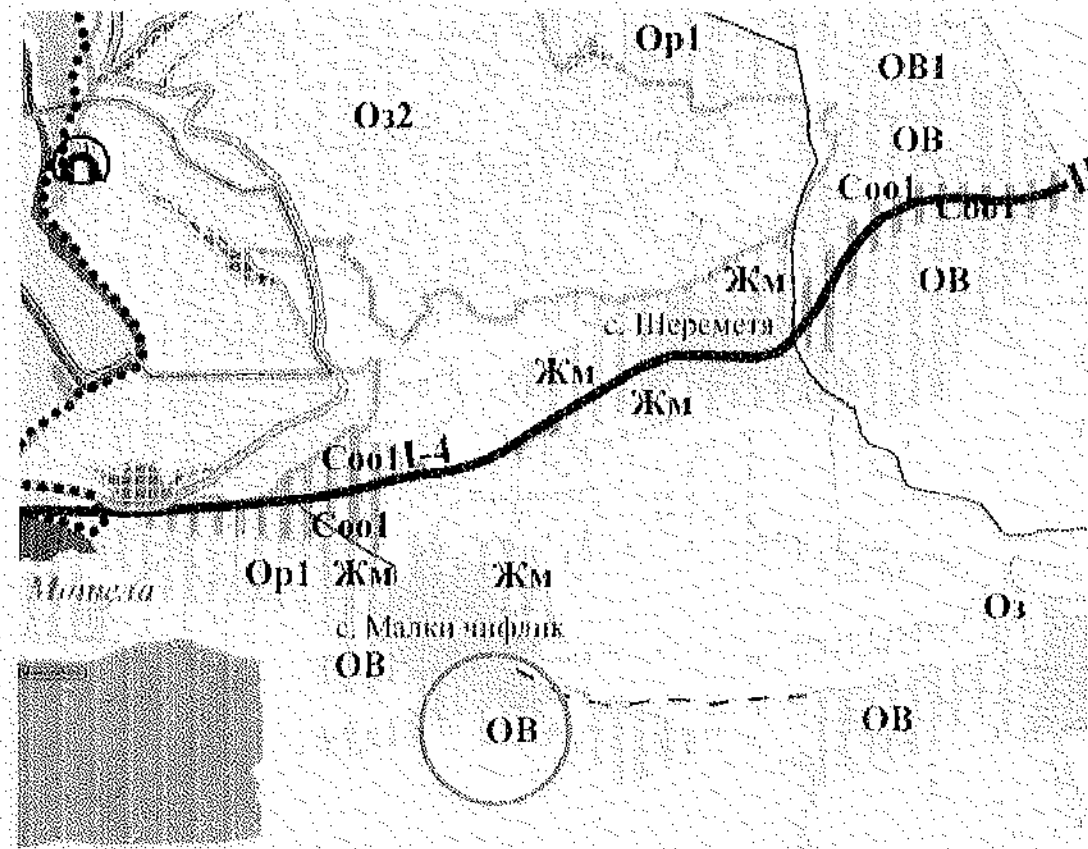 Ор1
ОВ1
Оз2
ОВ
Соо1
Соо1
ОВ
Жм
с. Шереметя
Жм
Жм
Соо1
I-4
Соо1
Ор1
Жм
Жм
Оз
с. Малки чифлик
ОВ
ОВ
ОВ